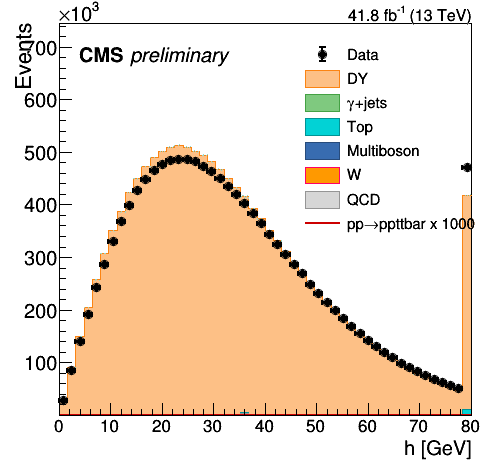 ×10³
41.8 fb⁻¹ (13 TeV)
Events
CMS preliminary
700
600
500
400
300
200
100
Data
DY
γ+jets
Top
Multiboson
W
QCD
pp→ppttbar x 1000
0 10 20 30 40 50 60 70 80
h [GeV]